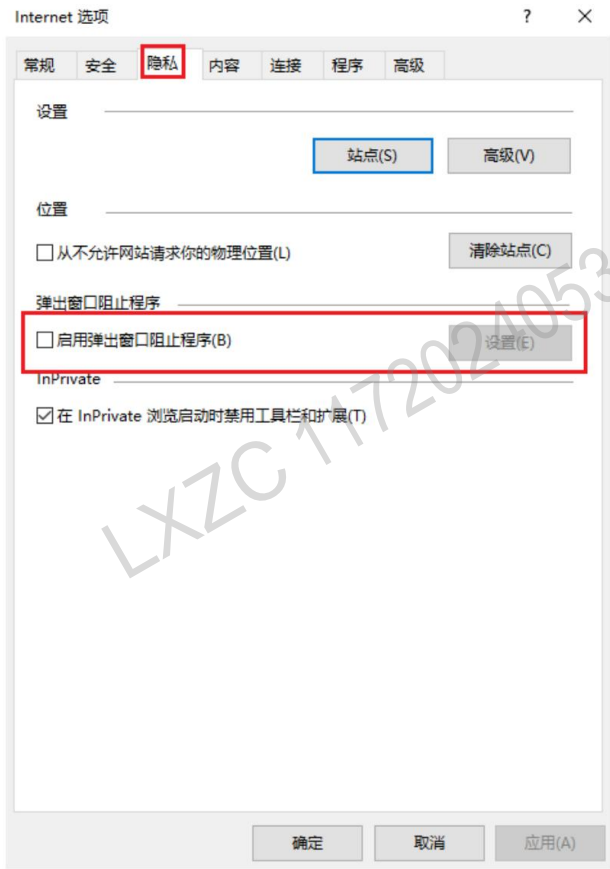 Internet 选项 ? ×
常规 安全 隐私 内容 连接 程序 高级
设置
站点(S) 高级(V)
位置
从不允许网站请求你的物理位置(L) 清除站点(C)
弹出窗口阻止程序
启用弹出窗口阻止程序(B) 设置(E)
InPrivate
在 InPrivate 浏览启动时禁用工具栏和扩展(T)
LXZC 1172024053
确定 取消 应用(A)